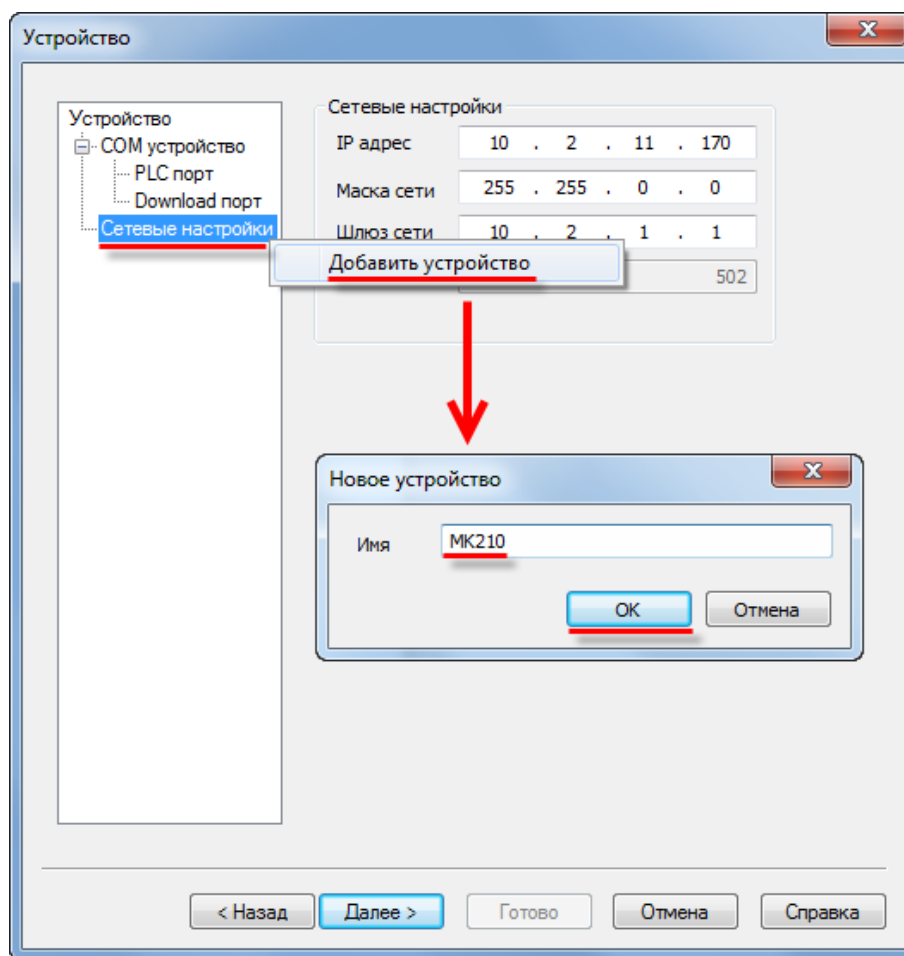 Устройство
Устройство
COM устройство
PLC порт
Download порт
Сетевые настройки
Сетевые настройки
IP адрес 10 . 2 . 11 . 170
Маска сети 255 . 255 . 0 . 0
Шлюз сети 10 . 2 . 1 . 1
Добавить устройство
502
Новое устройство
Имя МК210
OK Отмена
< Назад Далее > Готово Отмена Справка